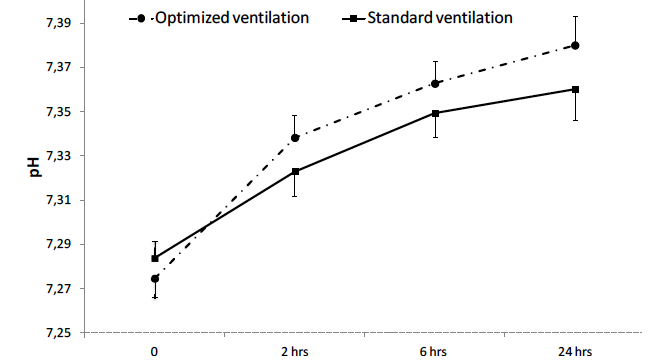 Optimized ventilation
Standard ventilation
7,39
7,37
7,35
7,33
7,31
7,29
7,27
7,25
pH
0
2 hrs
6 hrs
24 hrs